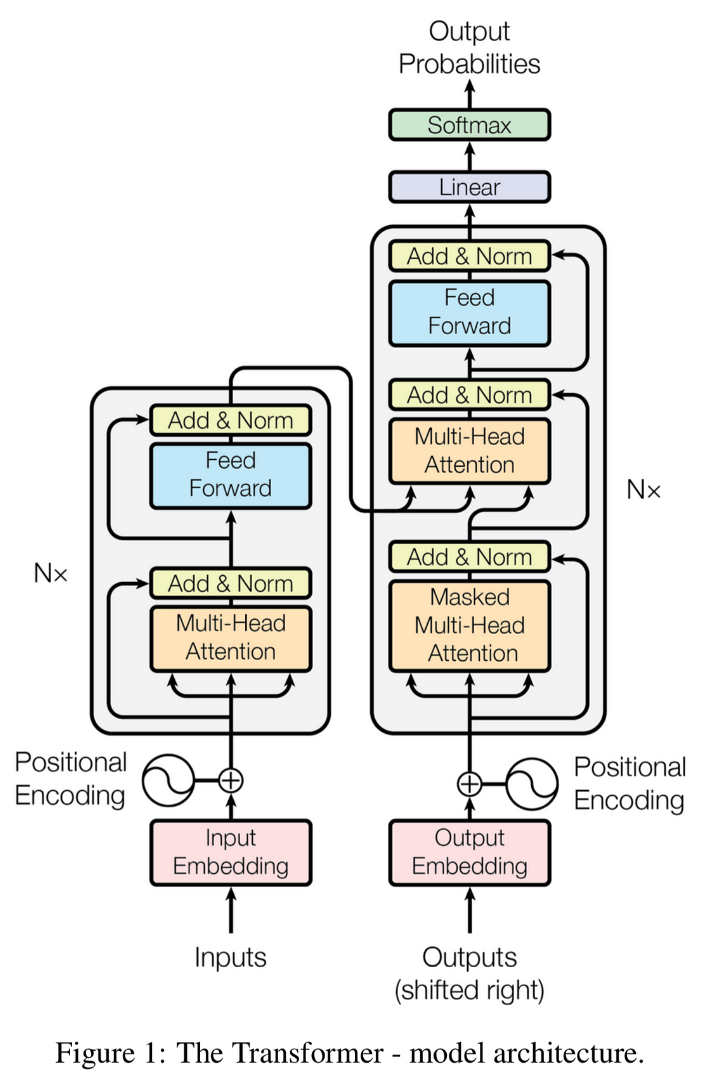 Output
Probabilities
Softmax
Linear
Add & Norm
Feed
Forward
Add & Norm
Multi-Head
Attention
Add & Norm
Masked
Multi-Head
Attention
N×
Add & Norm
Feed
Forward
Add & Norm
Multi-Head
Attention
N×
Positional
Encoding
Positional
Encoding
Input
Embedding
Output
Embedding
Inputs
Outputs
(shifted right)
Figure 1: The Transformer - model architecture.